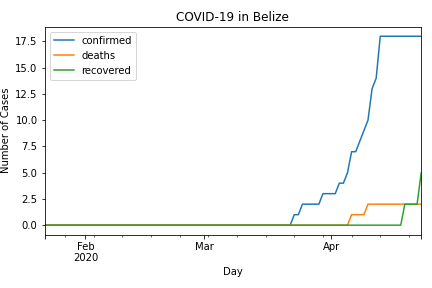 COVID-19 in Belize
confirmed
deaths
recovered
Number of Cases
17.5
15.0
12.5
10.0
7.5
5.0
2.5
0.0
Feb
2020
Mar
Apr
Day